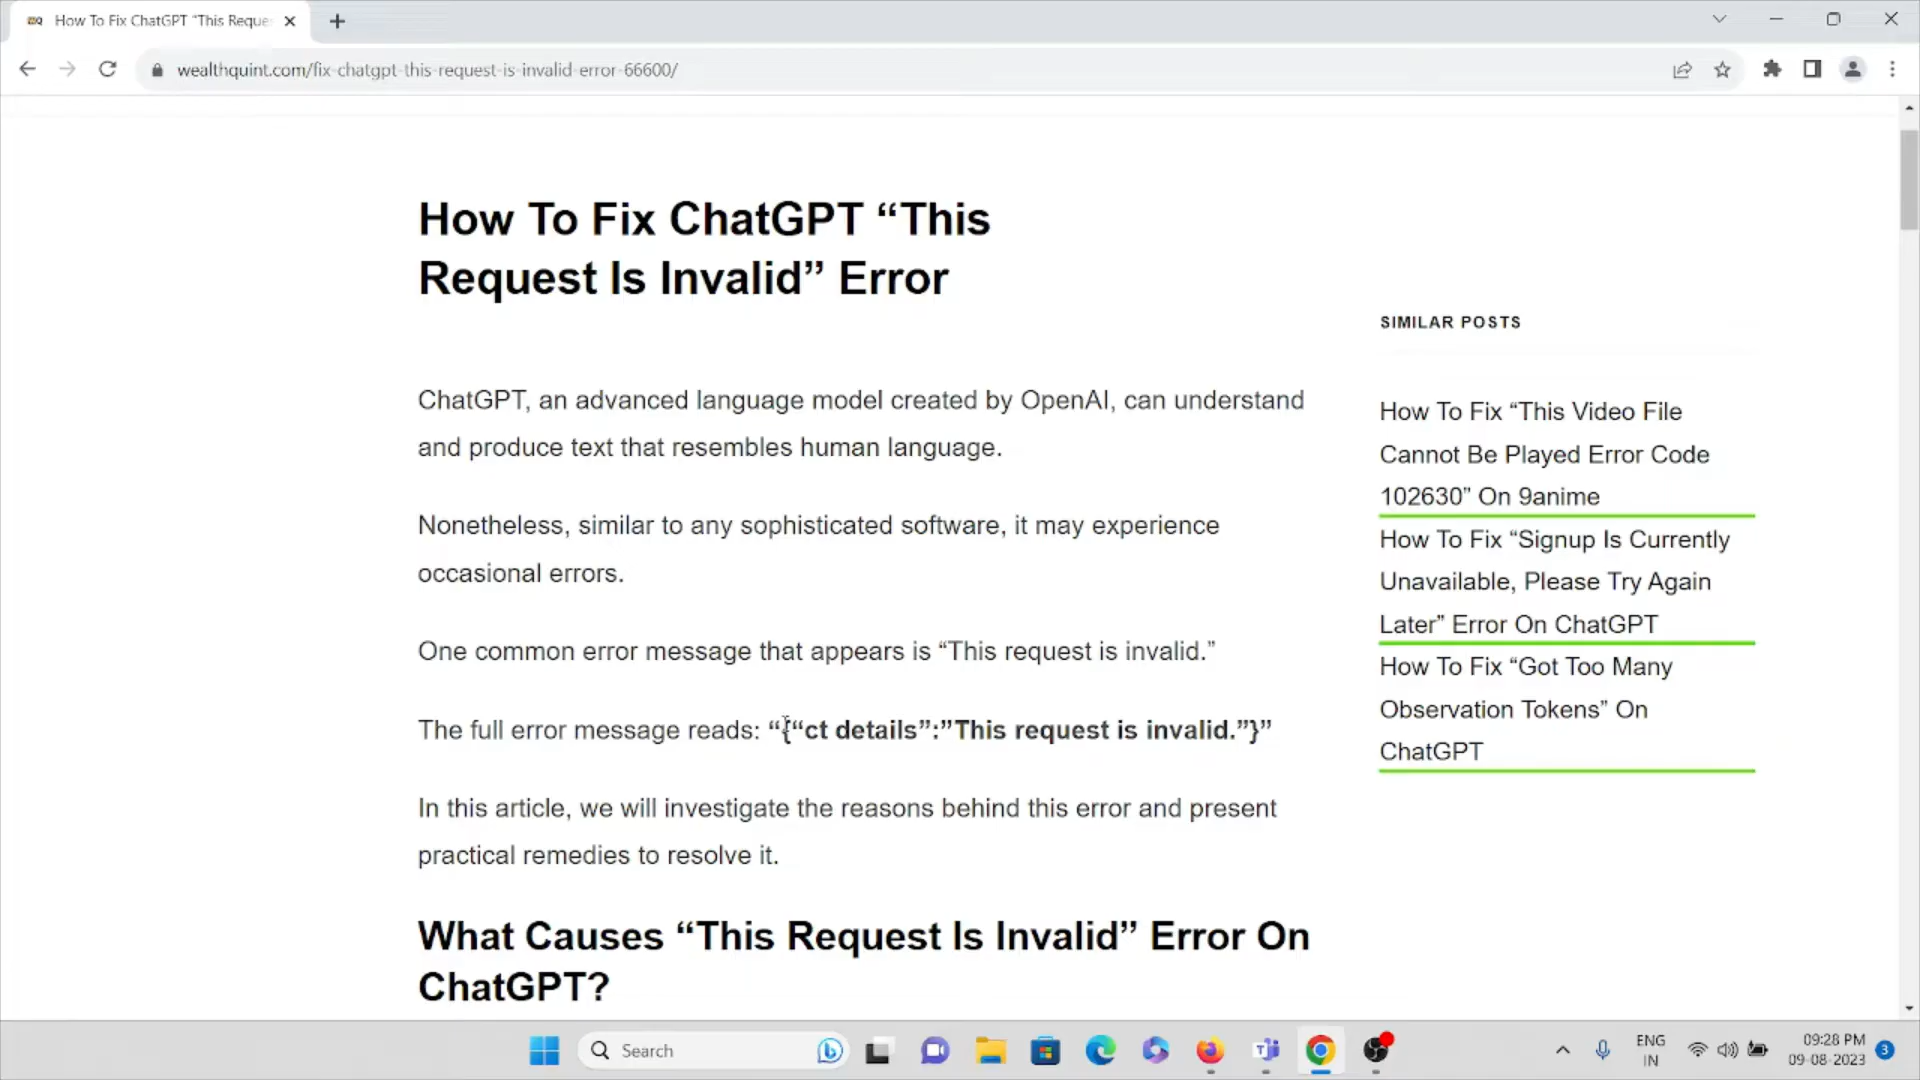 How To Fix ChatGPT “This Reque
wealthquint.com/fix-chatgpt-this-request-is-invalid-error-66600/
How To Fix ChatGPT “This
Request Is Invalid” Error
ChatGPT, an advanced language model created by OpenAI, can understand
and produce text that resembles human language.
Nonetheless, similar to any sophisticated software, it may experience
occasional errors.
One common error message that appears is “This request is invalid.”
The full error message reads: “{“ct details”:”This request is invalid.”}”
In this article, we will investigate the reasons behind this error and present
practical remedies to resolve it.
What Causes “This Request Is Invalid” Error On
ChatGPT?
SIMILAR POSTS
How To Fix “This Video File
Cannot Be Played Error Code
102630” On 9anime
How To Fix “Signup Is Currently
Unavailable, Please Try Again
Later” Error On ChatGPT
How To Fix “Got Too Many
Observation Tokens” On
ChatGPT
Search
ENG
IN
09:28 PM
09-08-2023
3